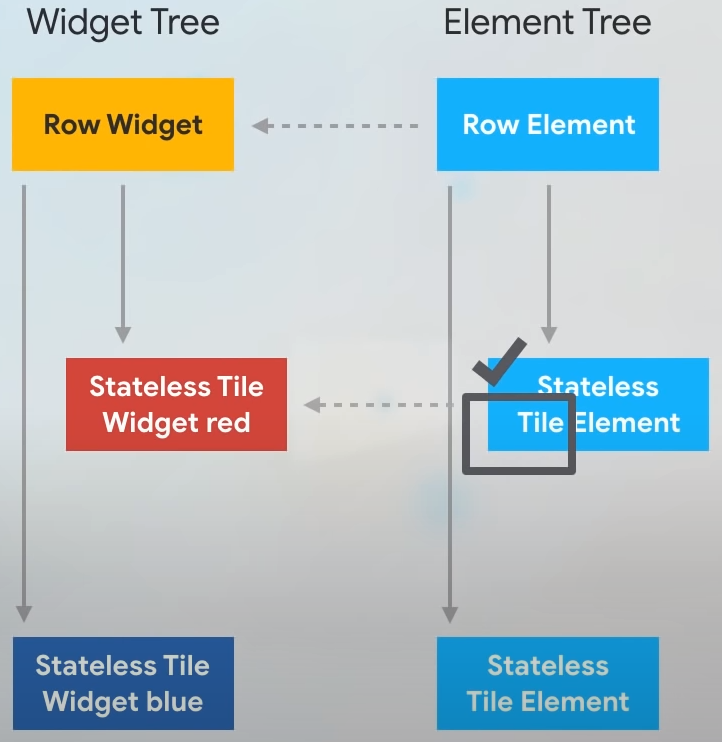 Widget Tree
Element Tree
Row Widget
Row Element
Stateless Tile
Widget red
Stateless
Tile Element
Stateless Tile
Widget blue
Stateless
Tile Element